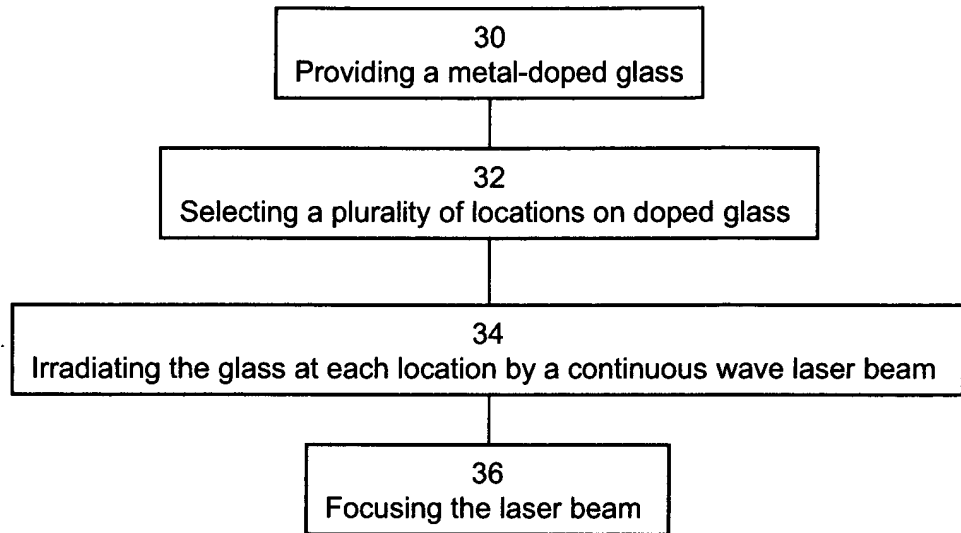 30
Providing a metal-doped glass
32
Selecting a plurality of locations on doped glass
34
Irradiating the glass at each location by a continuous wave laser beam
36
Focusing the laser beam